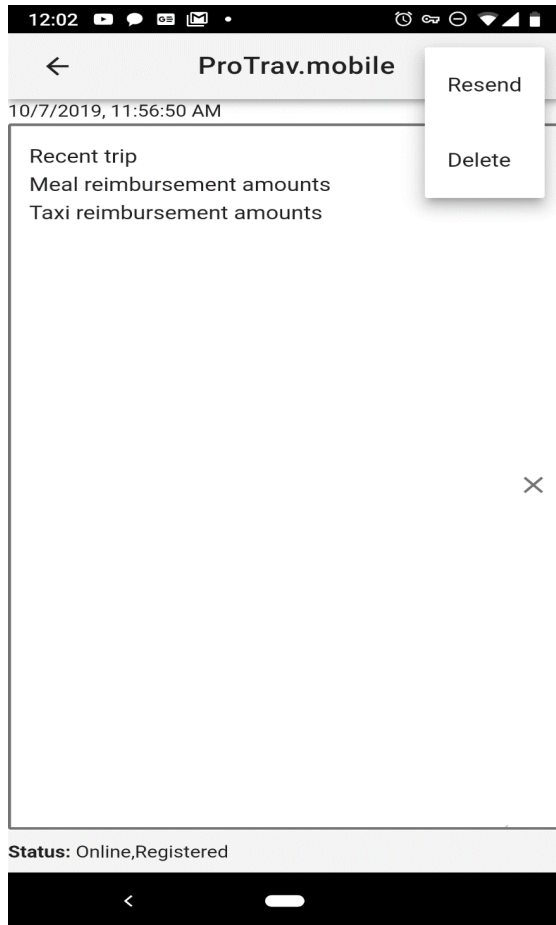 12:02
ProTrav.mobile
Resend
Delete
10/7/2019, 11:56:50 AM
Recent trip
Meal reimbursement amounts
Taxi reimbursement amounts
Status: Online,Registered